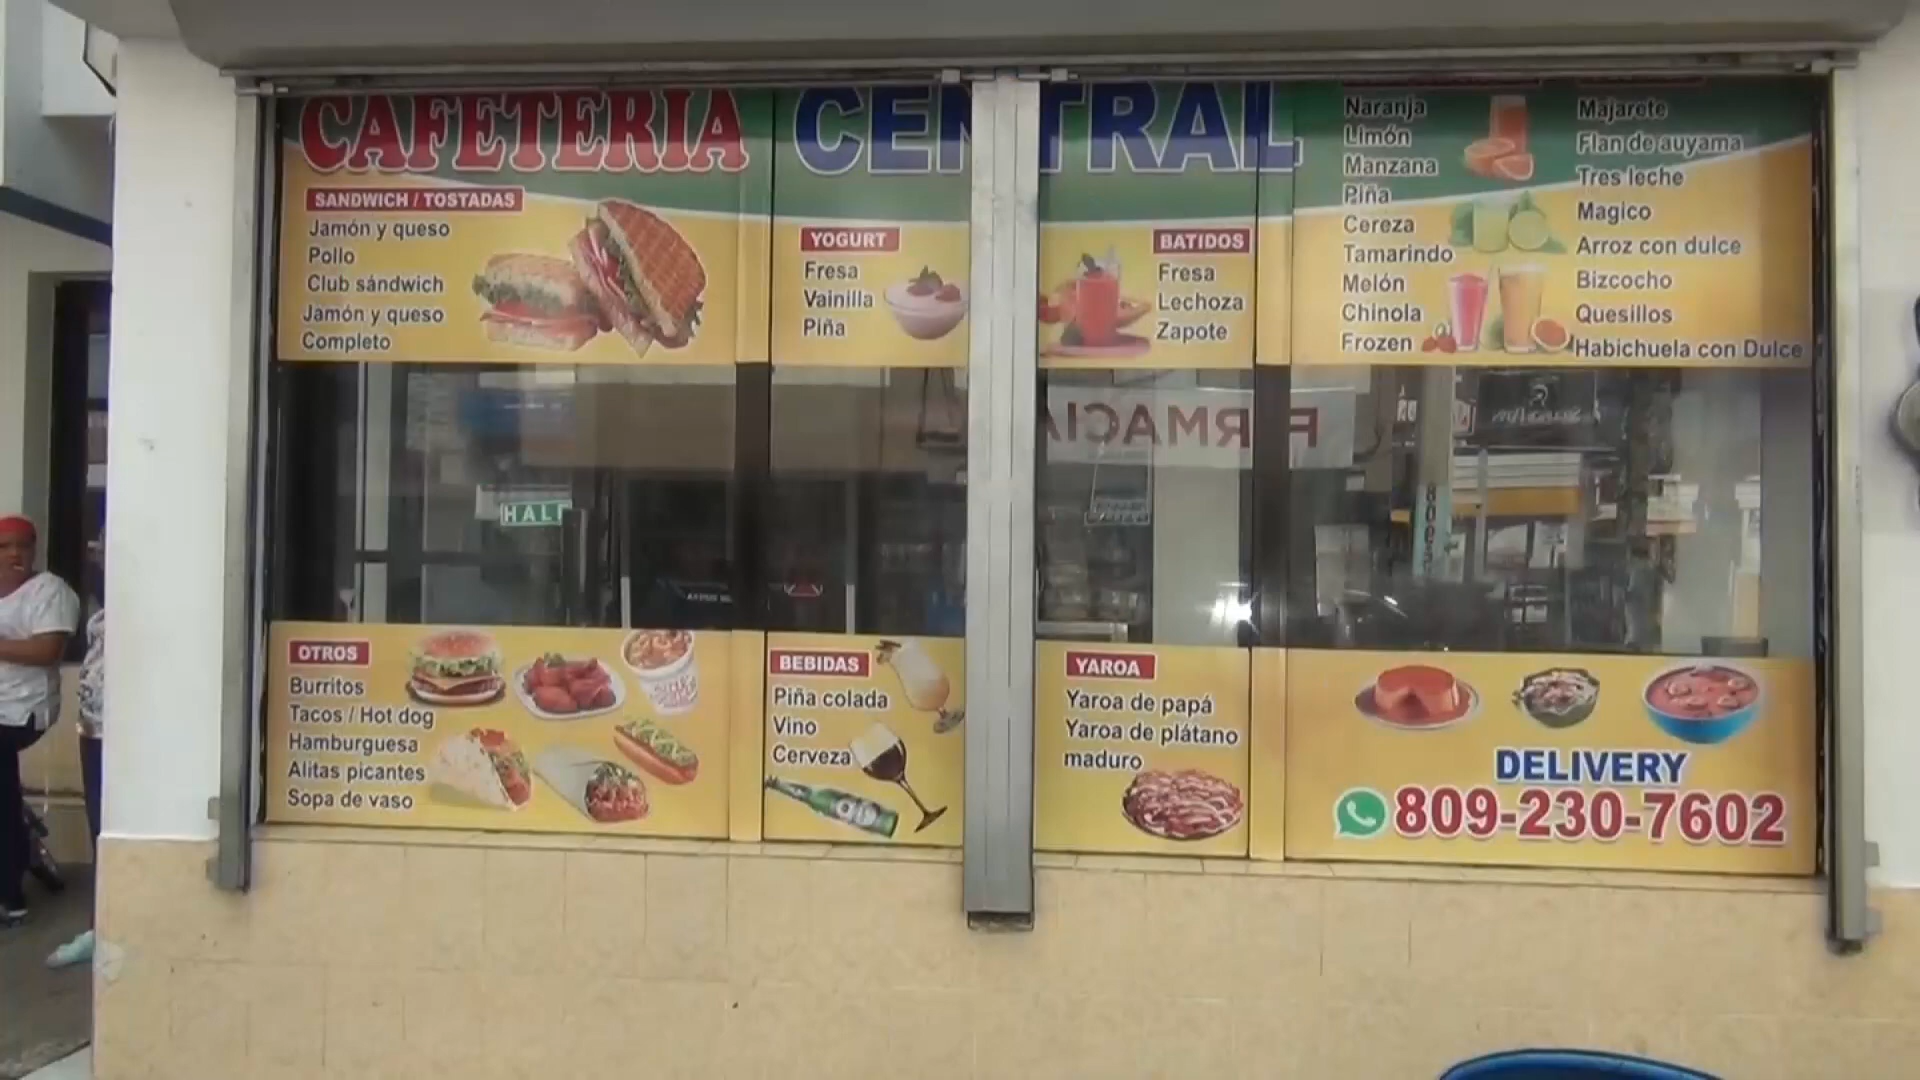 CAFETERIA CENTRAL
SANDWICH / TOSTADAS
Jamón y queso
Pollo
Club sándwich
Jamón y queso
Completo
YOGURT
Fresa
Vainilla
Piña
BATIDOS
Fresa
Lechoza
Zapote
Naranja
Limón
Manzana
Piña
Cereza
Tamarindo
Melón
Chinola
Frozen
Majarete
Flan de auyama
Tres leche
Magico
Arroz con dulce
Bizcocho
Quesillos
Habichuela con Dulce
FARMACIA
HALE
OTROS
Burritos
Tacos / Hot dog
Hamburguesa
Alitas picantes
Sopa de vaso
BEBIDAS
Piña colada
Vino
Cerveza
YAROA
Yaroa de papá
Yaroa de plátano
maduro
DELIVERY
809-230-7602